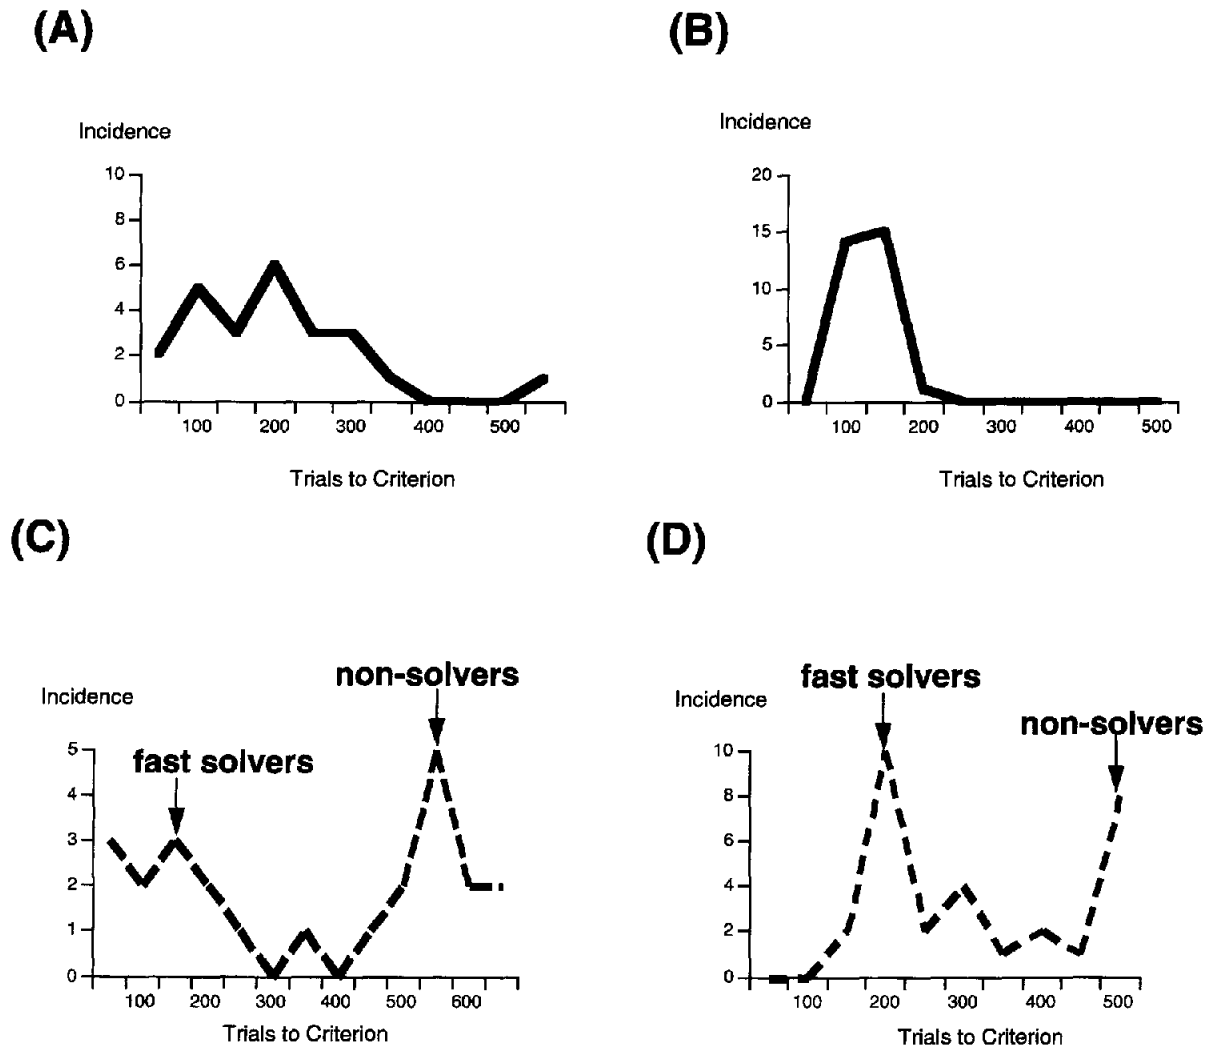 (A)
Incidence
10
8
6
4
2
0
100 200 300 400 500
Trials to Criterion
(B)
Incidence
20
15
10
5
0
100 200 300 400 500
Trials to Criterion
(C)
non-solvers
Incidence
fast solvers
5
4
3
2
1
0
100 200 300 400 500 600
Trials to Criterion
(D)
fast solvers
Incidence
non-solvers
10
8
6
4
2
0
100 200 300 400 500
Trials to Criterion